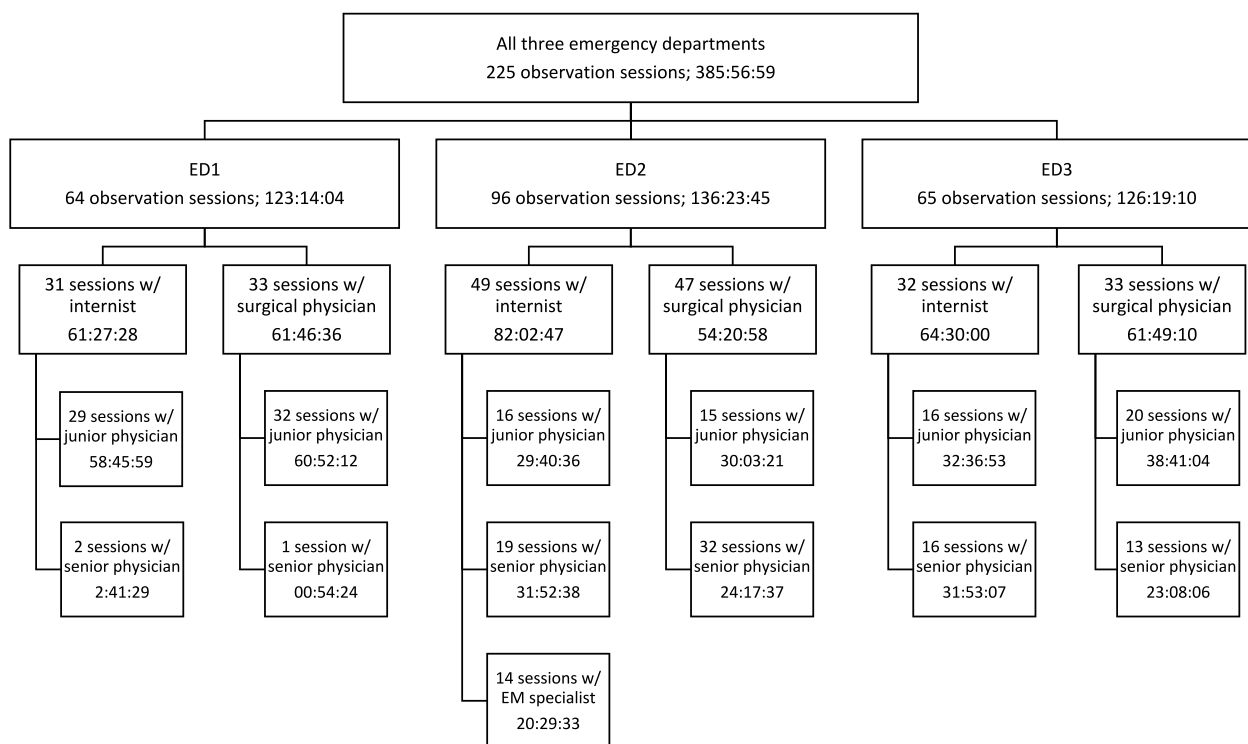 All three emergency departments
225 observation sessions; 385:56:59
ED1
64 observation sessions; 123:14:04
ED2
96 observation sessions; 136:23:45
ED3
65 observation sessions; 126:19:10
31 sessions w/
internist
61:27:28
33 sessions w/
surgical physician
61:46:36
49 sessions w/
internist
82:02:47
47 sessions w/
surgical physician
54:20:58
32 sessions w/
internist
64:30:00
33 sessions w/
surgical physician
61:49:10
29 sessions w/
junior physician
58:45:59
32 sessions w/
junior physician
60:52:12
16 sessions w/
junior physician
29:40:36
15 sessions w/
junior physician
30:03:21
16 sessions w/
junior physician
32:36:53
20 sessions w/
junior physician
38:41:04
2 sessions w/
senior physician
2:41:29
1 session w/
senior physician
00:54:24
19 sessions w/
senior physician
31:52:38
32 sessions w/
senior physician
24:17:37
16 sessions w/
senior physician
31:53:07
13 sessions w/
senior physician
23:08:06
14 sessions w/
EM specialist
20:29:33